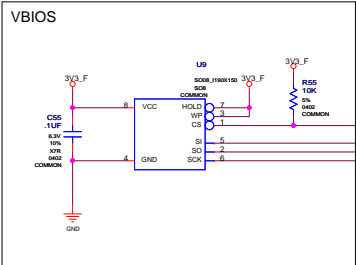 VBIOS
U9
SO08_I190X150
SO8
COMMON
3V3_F
3V3_F
3V3_F
R55
10K
5%
0402
COMMON
C55
.1UF
6.3V
10%
X7R
0402
COMMON
8
VCC
HOLD
7
WP
3
CS
1
SI
5
4
GND
SO
2
SCK
6
GND